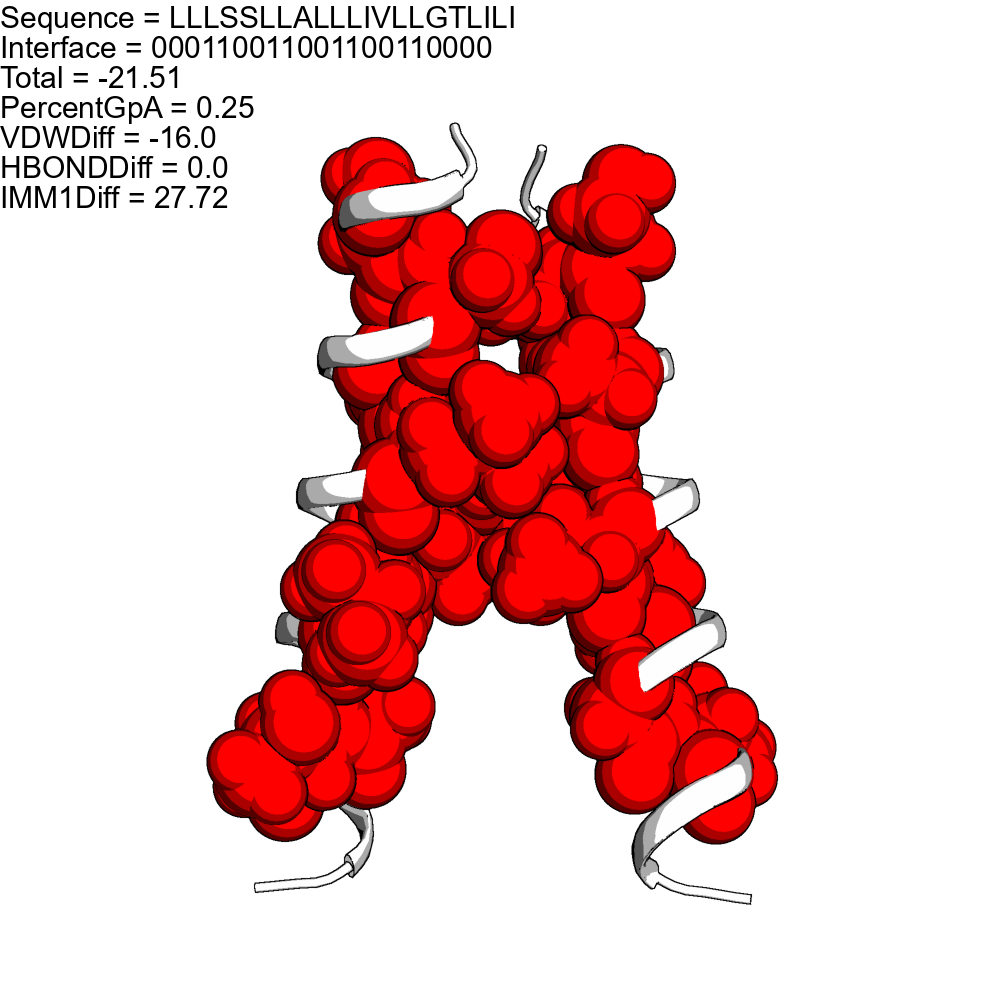 Sequence = LLLSSLLALLLIVLLGTLILI
Interface = 000110011001100110000
Total = -21.51
PercentGpA = 0.25
VDWDiff = -16.0
HBONDDiff = 0.0
IMM1Diff = 27.72